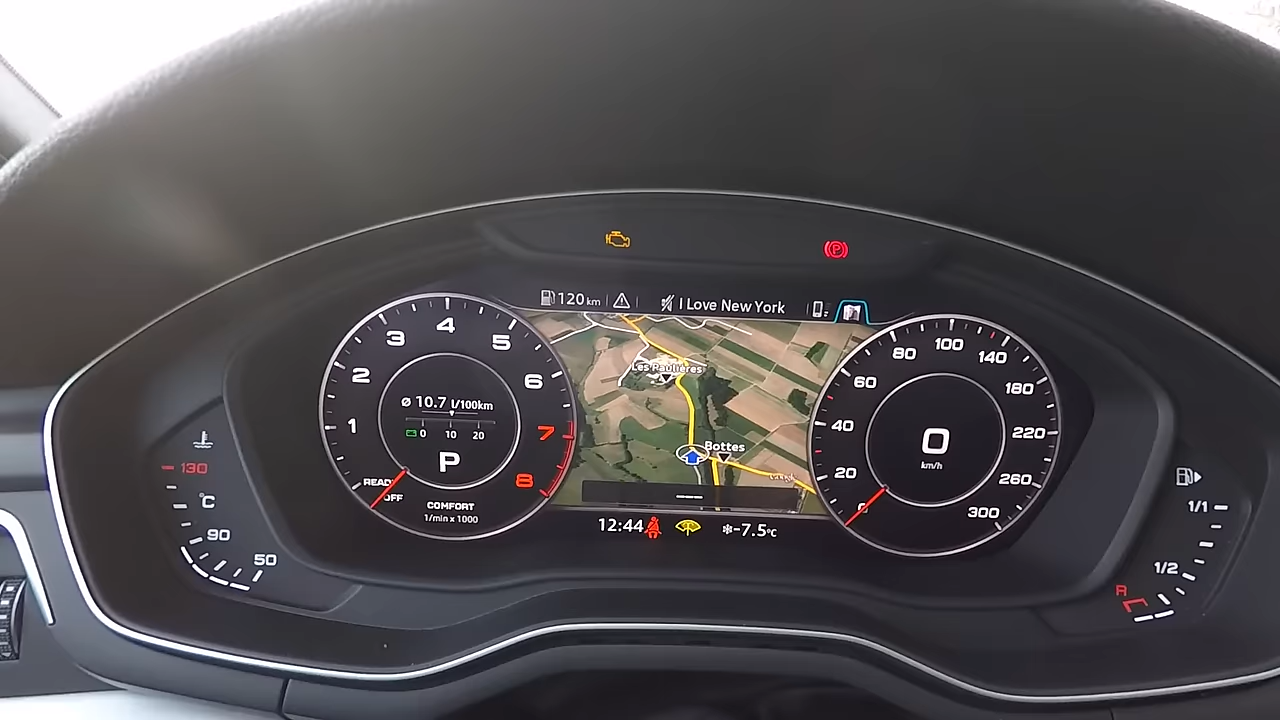 120 km
I Love New York
1
2
3
4
5
6
7
8
Ø 10.7 l/100km
0 10 20
P
READY
OFF
COMFORT
1/min x 1000
Les Paulières
Bottes
Google
12:44
-7.5°C
0
20
40
60
80
100
140
180
220
260
300
0
km/h
130
°C
90
50
1/1
1/2
R
P